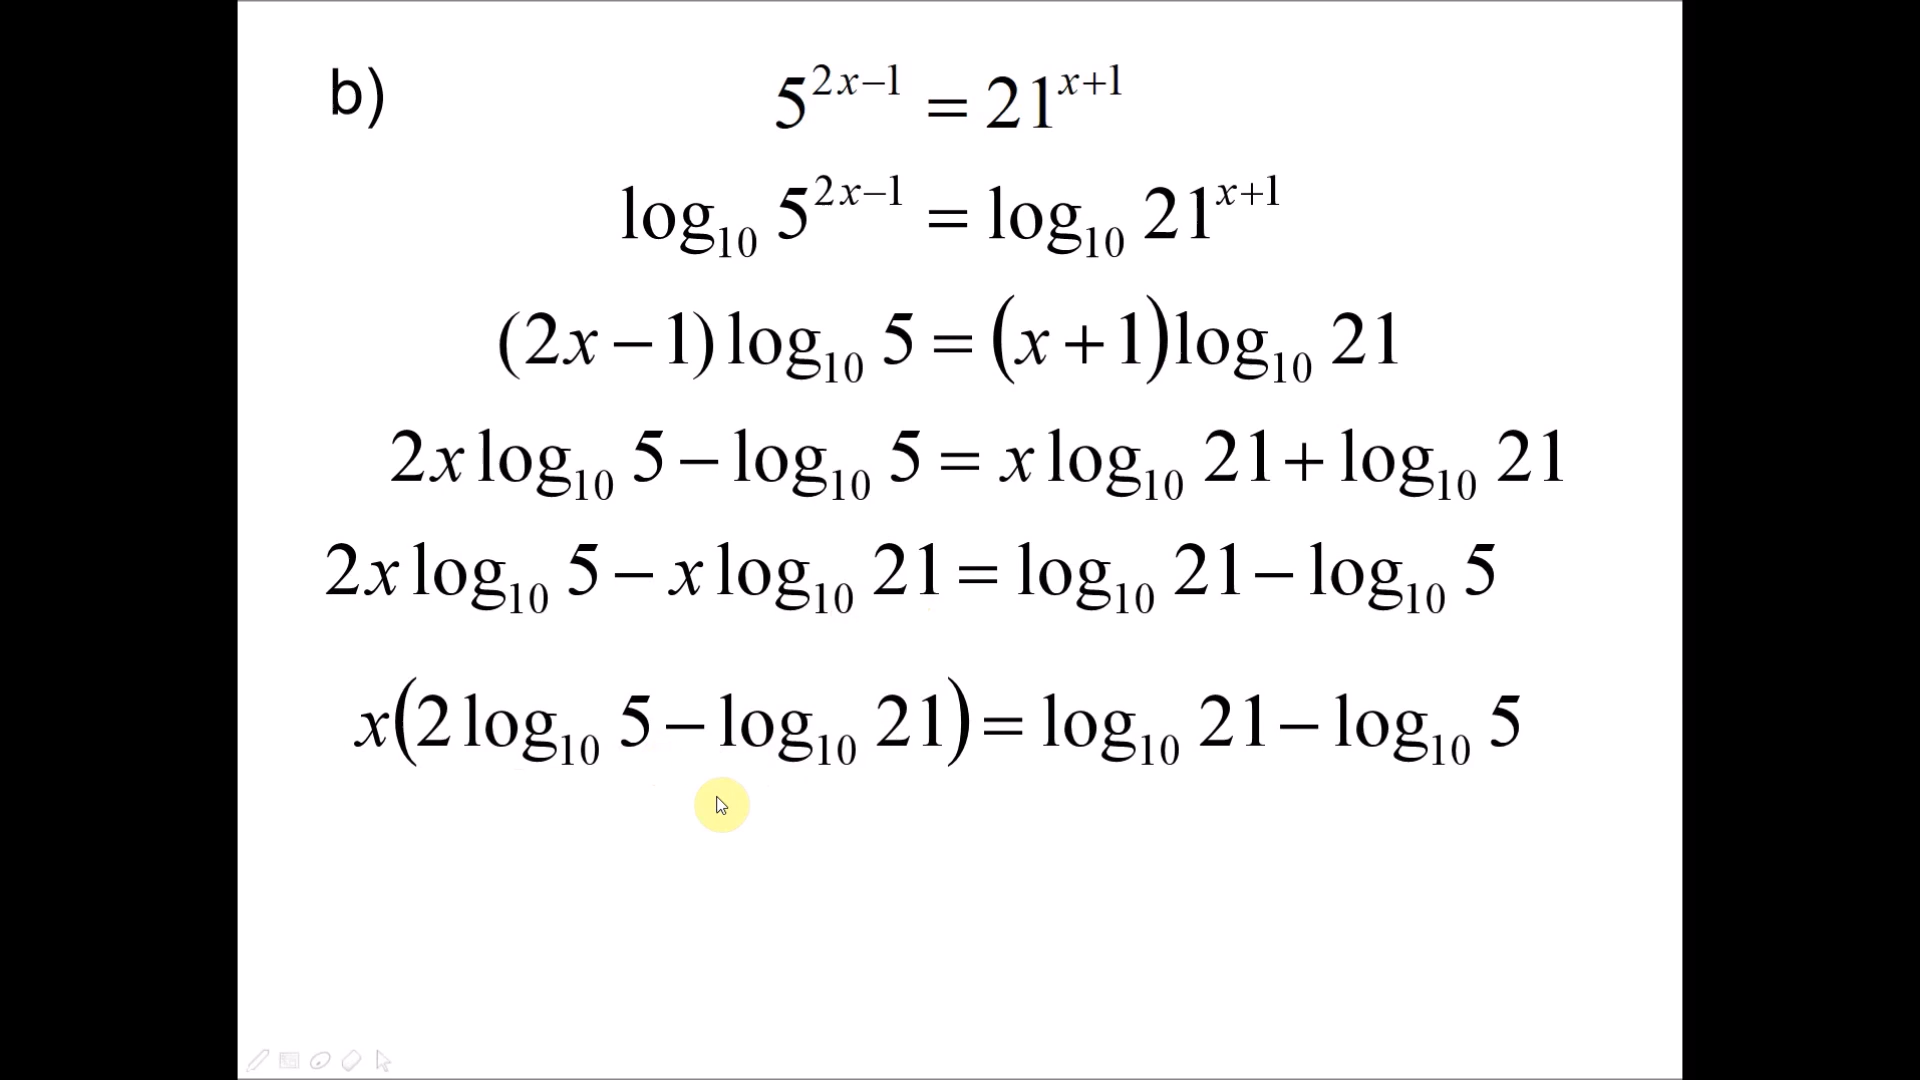 b)
5^{2x−1} = 21^{x+1}
log₁₀ 5^{2x−1} = log₁₀ 21^{x+1}
(2x − 1) log₁₀ 5 = (x + 1) log₁₀ 21
2x log₁₀ 5 − log₁₀ 5 = x log₁₀ 21 + log₁₀ 21
2x log₁₀ 5 − x log₁₀ 21 = log₁₀ 21 − log₁₀ 5
x(2 log₁₀ 5 − log₁₀ 21) = log₁₀ 21 − log₁₀ 5